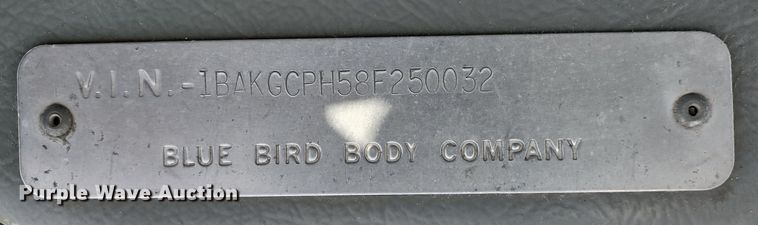 V.I.N.-1BAKGCPH58F250032
BLUE BIRD BODY COMPANY
Purple Wave Auction